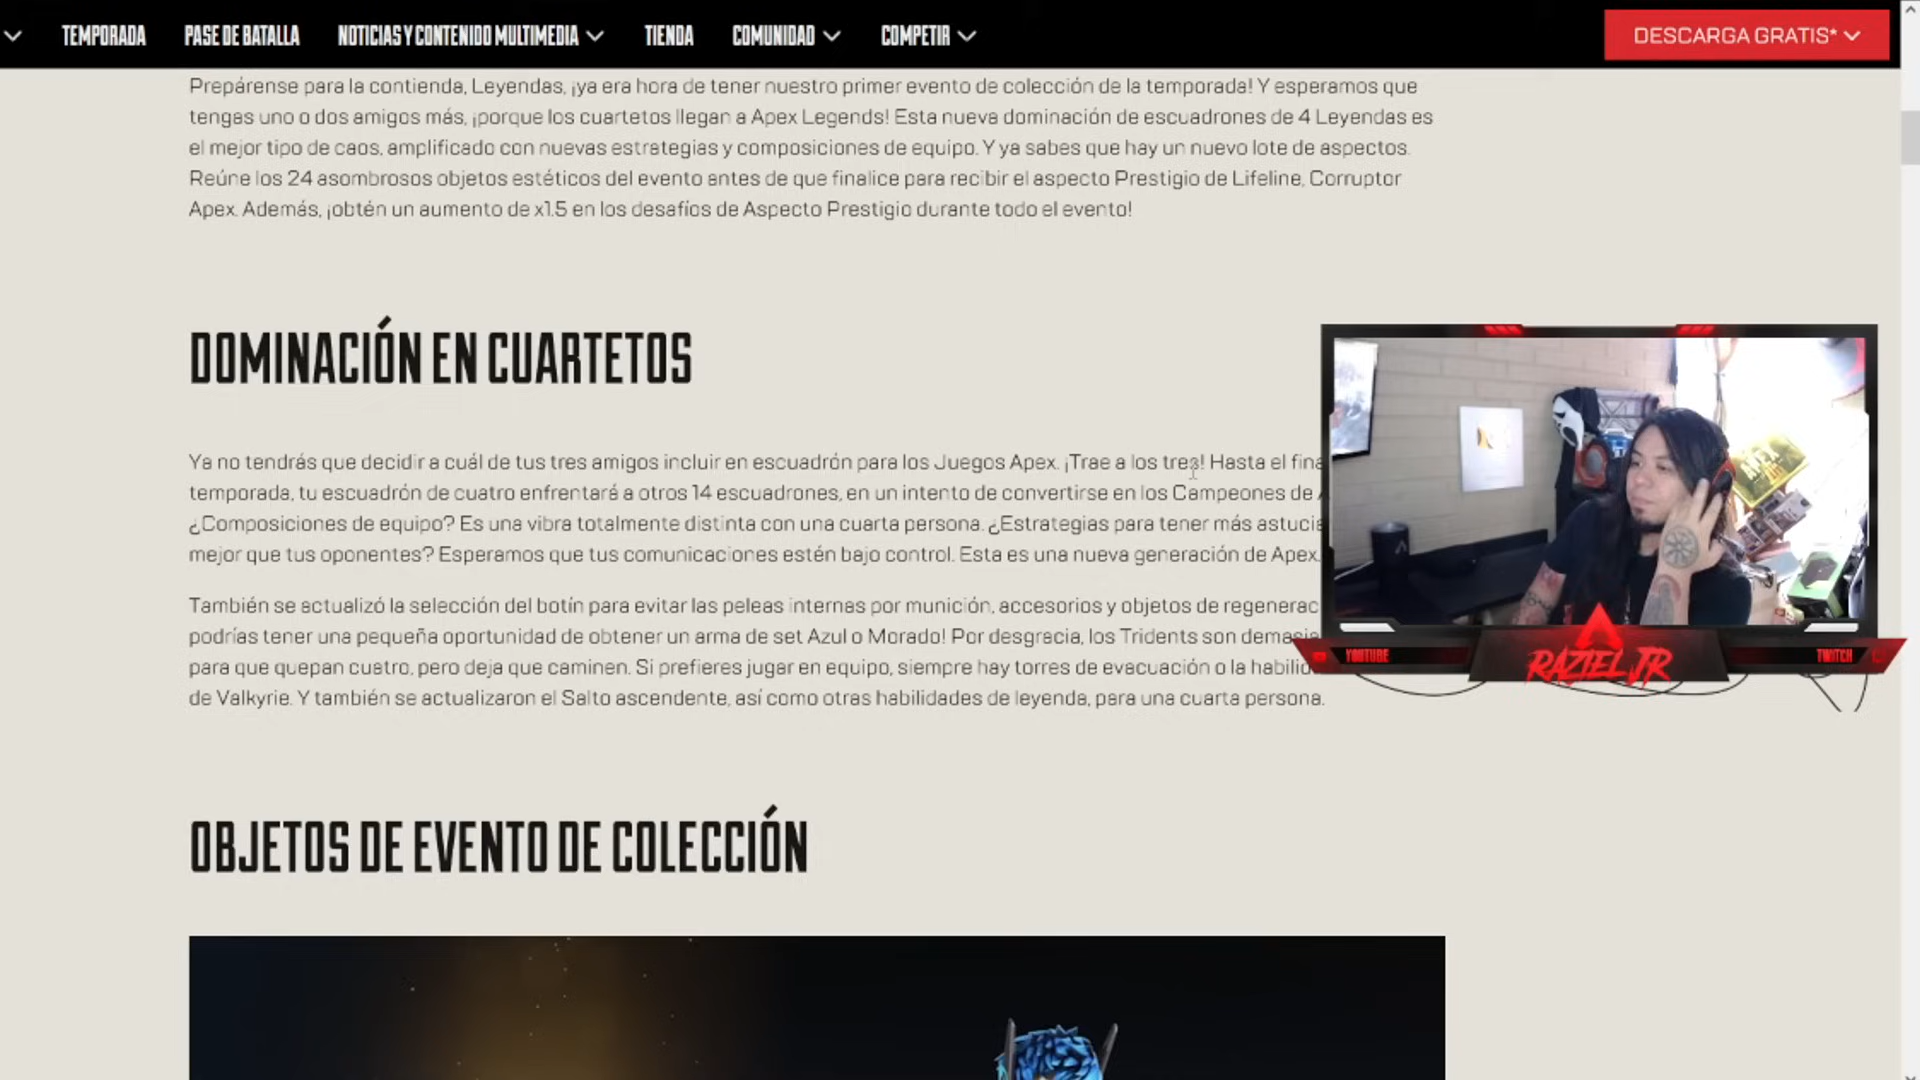 TEMPORADA PASE DE BATALLA NOTICIAS Y CONTENIDO MULTIMEDIA TIENDA COMUNIDAD COMPETIR DESCARGA GRATIS*
Prepárense para la contienda, Leyendas, ¡ya era hora de tener nuestro primer evento de colección de la temporada! Y esperamos que
tengas uno o dos amigos más, ¡porque los cuartetos llegan a Apex Legends! Esta nueva dominación de escuadrones de 4 Leyendas es
el mejor tipo de caos, amplificado con nuevas estrategias y composiciones de equipo. Y ya sabes que hay un nuevo lote de aspectos.
Reúne los 24 asombrosos objetos estéticos del evento antes de que finalice para recibir el aspecto Prestigio de Lifeline, Corruptor
Apex. Además, ¡obtén un aumento de x1.5 en los desafíos de Aspecto Prestigio durante todo el evento!
DOMINACIÓN EN CUARTETOS
Ya no tendrás que decidir a cuál de tus tres amigos incluir en escuadrón para los Juegos Apex. ¡Trae a los tres! Hasta el fina
temporada, tu escuadrón de cuatro enfrentará a otros 14 escuadrones, en un intento de convertirse en los Campeones de
¿Composiciones de equipo? Es una vibra totalmente distinta con una cuarta persona. ¿Estrategias para tener más astucia
mejor que tus oponentes? Esperamos que tus comunicaciones estén bajo control. Esta es una nueva generación de Apex.
También se actualizó la selección del botín para evitar las peleas internas por munición, accesorios y objetos de regenerac
podrías tener una pequeña oportunidad de obtener un arma de set Azul o Morado! Por desgracia, los Tridents son demasia
para que quepan cuatro, pero deja que caminen. Si prefieres jugar en equipo, siempre hay torres de evacuación o la habilid
de Valkyrie. Y también se actualizaron el Salto ascendente, así como otras habilidades de leyenda, para una cuarta persona.
YOUTUBE RAZIEL JR TWITCH
OBJETOS DE EVENTO DE COLECCIÓN